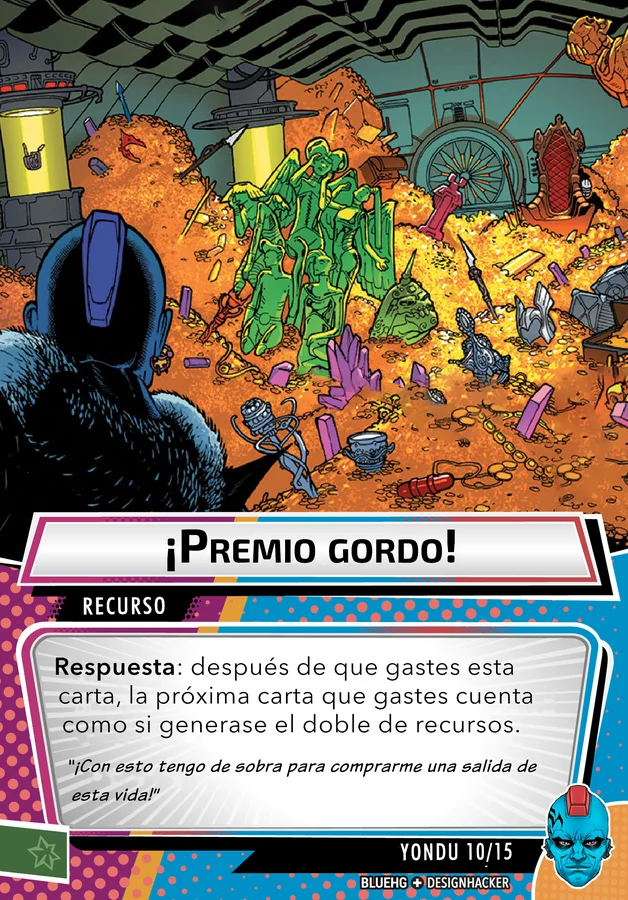 ¡PREMIO GORDO!
RECURSO
Respuesta: después de que gastes esta
carta, la próxima carta que gastes cuenta
como si generase el doble de recursos.
"¡Con esto tengo de sobra para comprarme una salida de
esta vida!"
YONDU 10/15
BLUEHG + DESIGNHACKER